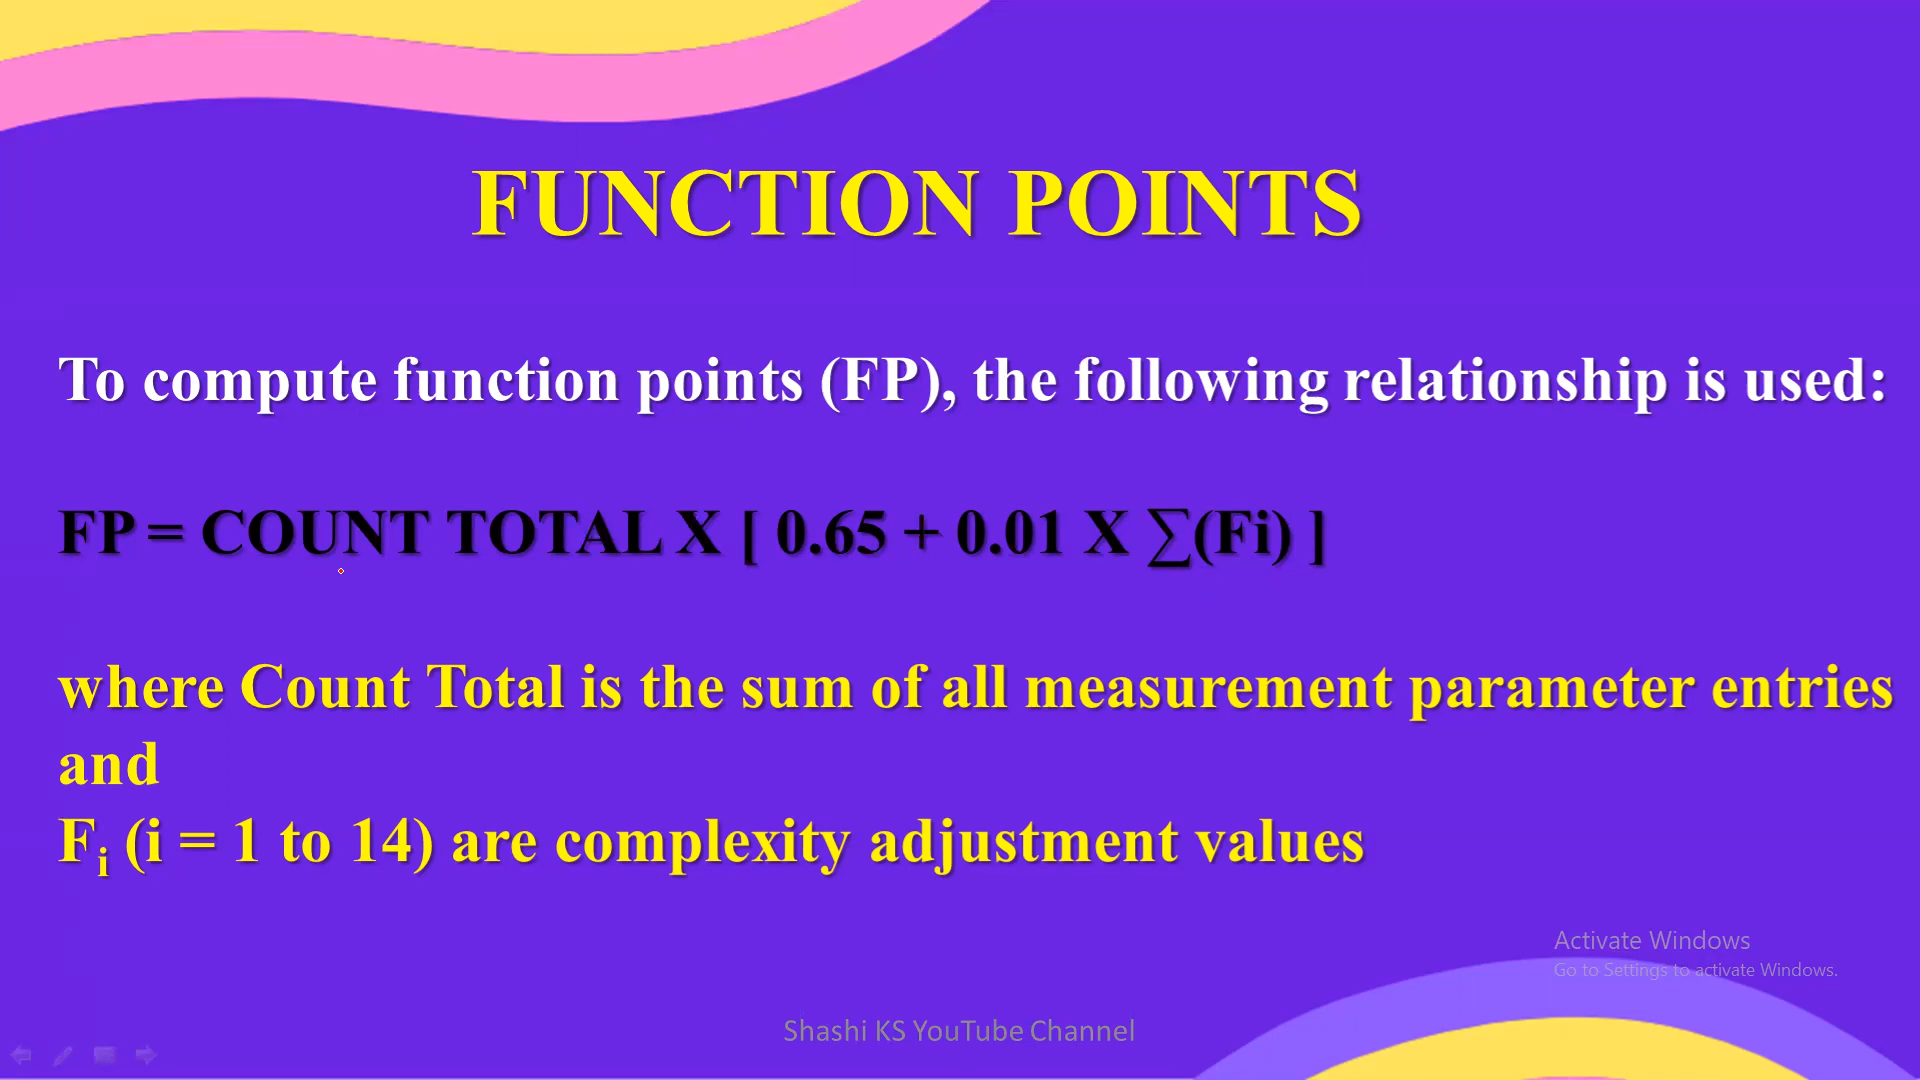 FUNCTION POINTS
To compute function points (FP), the following relationship is used:
FP = COUNT TOTAL X [ 0.65 + 0.01 X ∑(Fi) ]
where Count Total is the sum of all measurement parameter entries
and
Fi (i = 1 to 14) are complexity adjustment values
Activate Windows
Go to Settings to activate Windows.
Shashi KS YouTube Channel